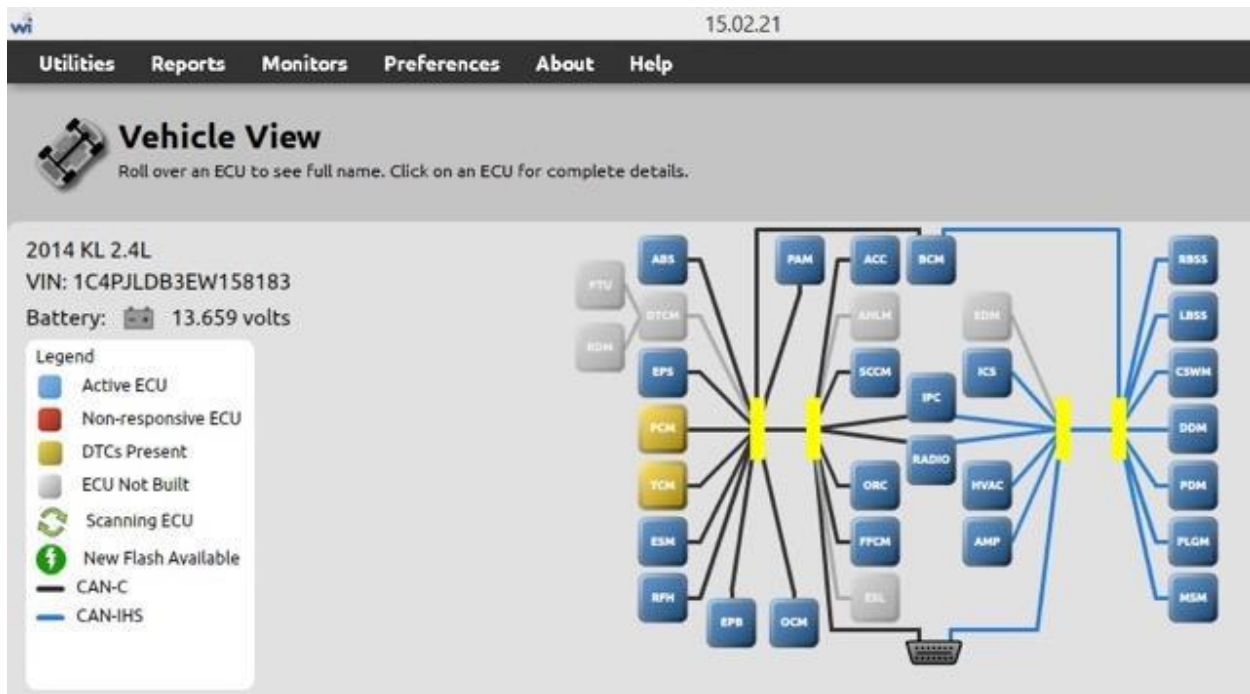 wi
15.02.21
Utilities Reports Monitors Preferences About Help
Vehicle View
Roll over an ECU to see full name. Click on an ECU for complete details.
2014 KL 2.4L
VIN: 1C4PJLDB3EW158183
Battery: 13.659 volts
Legend
Active ECU
Non-responsive ECU
DTCs Present
ECU Not Built
Scanning ECU
New Flash Available
CAN-C
CAN-IHS
ABS
PAM
ACC
BCM
RBSS
PTU
DTCM
AHLM
EDM
LBSS
RDM
EPS
SCCM
ICS
CSWM
IPC
PCM
DDM
RADIO
TCM
ORC
HVAC
PDM
ESM
FFCM
AMP
PLGM
RFH
MSM
EPB
OCM